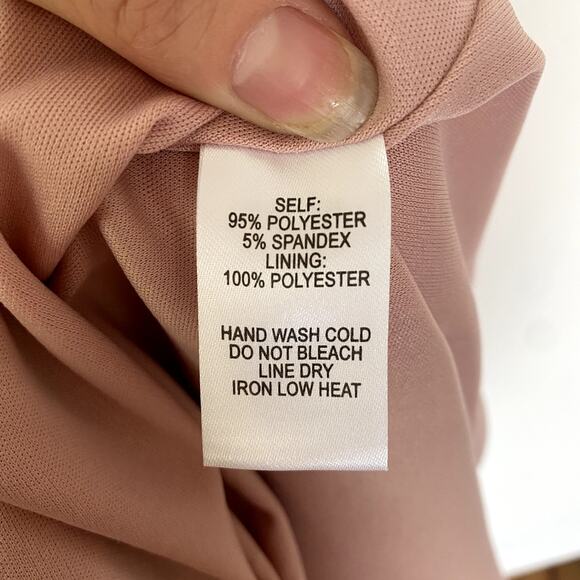 SELF:
95% POLYESTER
5% SPANDEX
LINING:
100% POLYESTER
HAND WASH COLD
DO NOT BLEACH
LINE DRY
IRON LOW HEAT